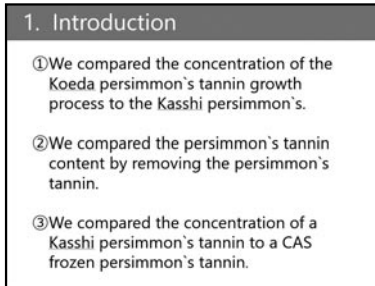 1. Introduction
①We compared the concentration of the
Koeda persimmon`s tannin growth
process to the Kasshi persimmon`s.
②We compared the persimmon`s tannin
content by removing the persimmon`s
tannin.
③We compared the concentration of a
Kasshi persimmon`s tannin to a CAS
frozen persimmon`s tannin.